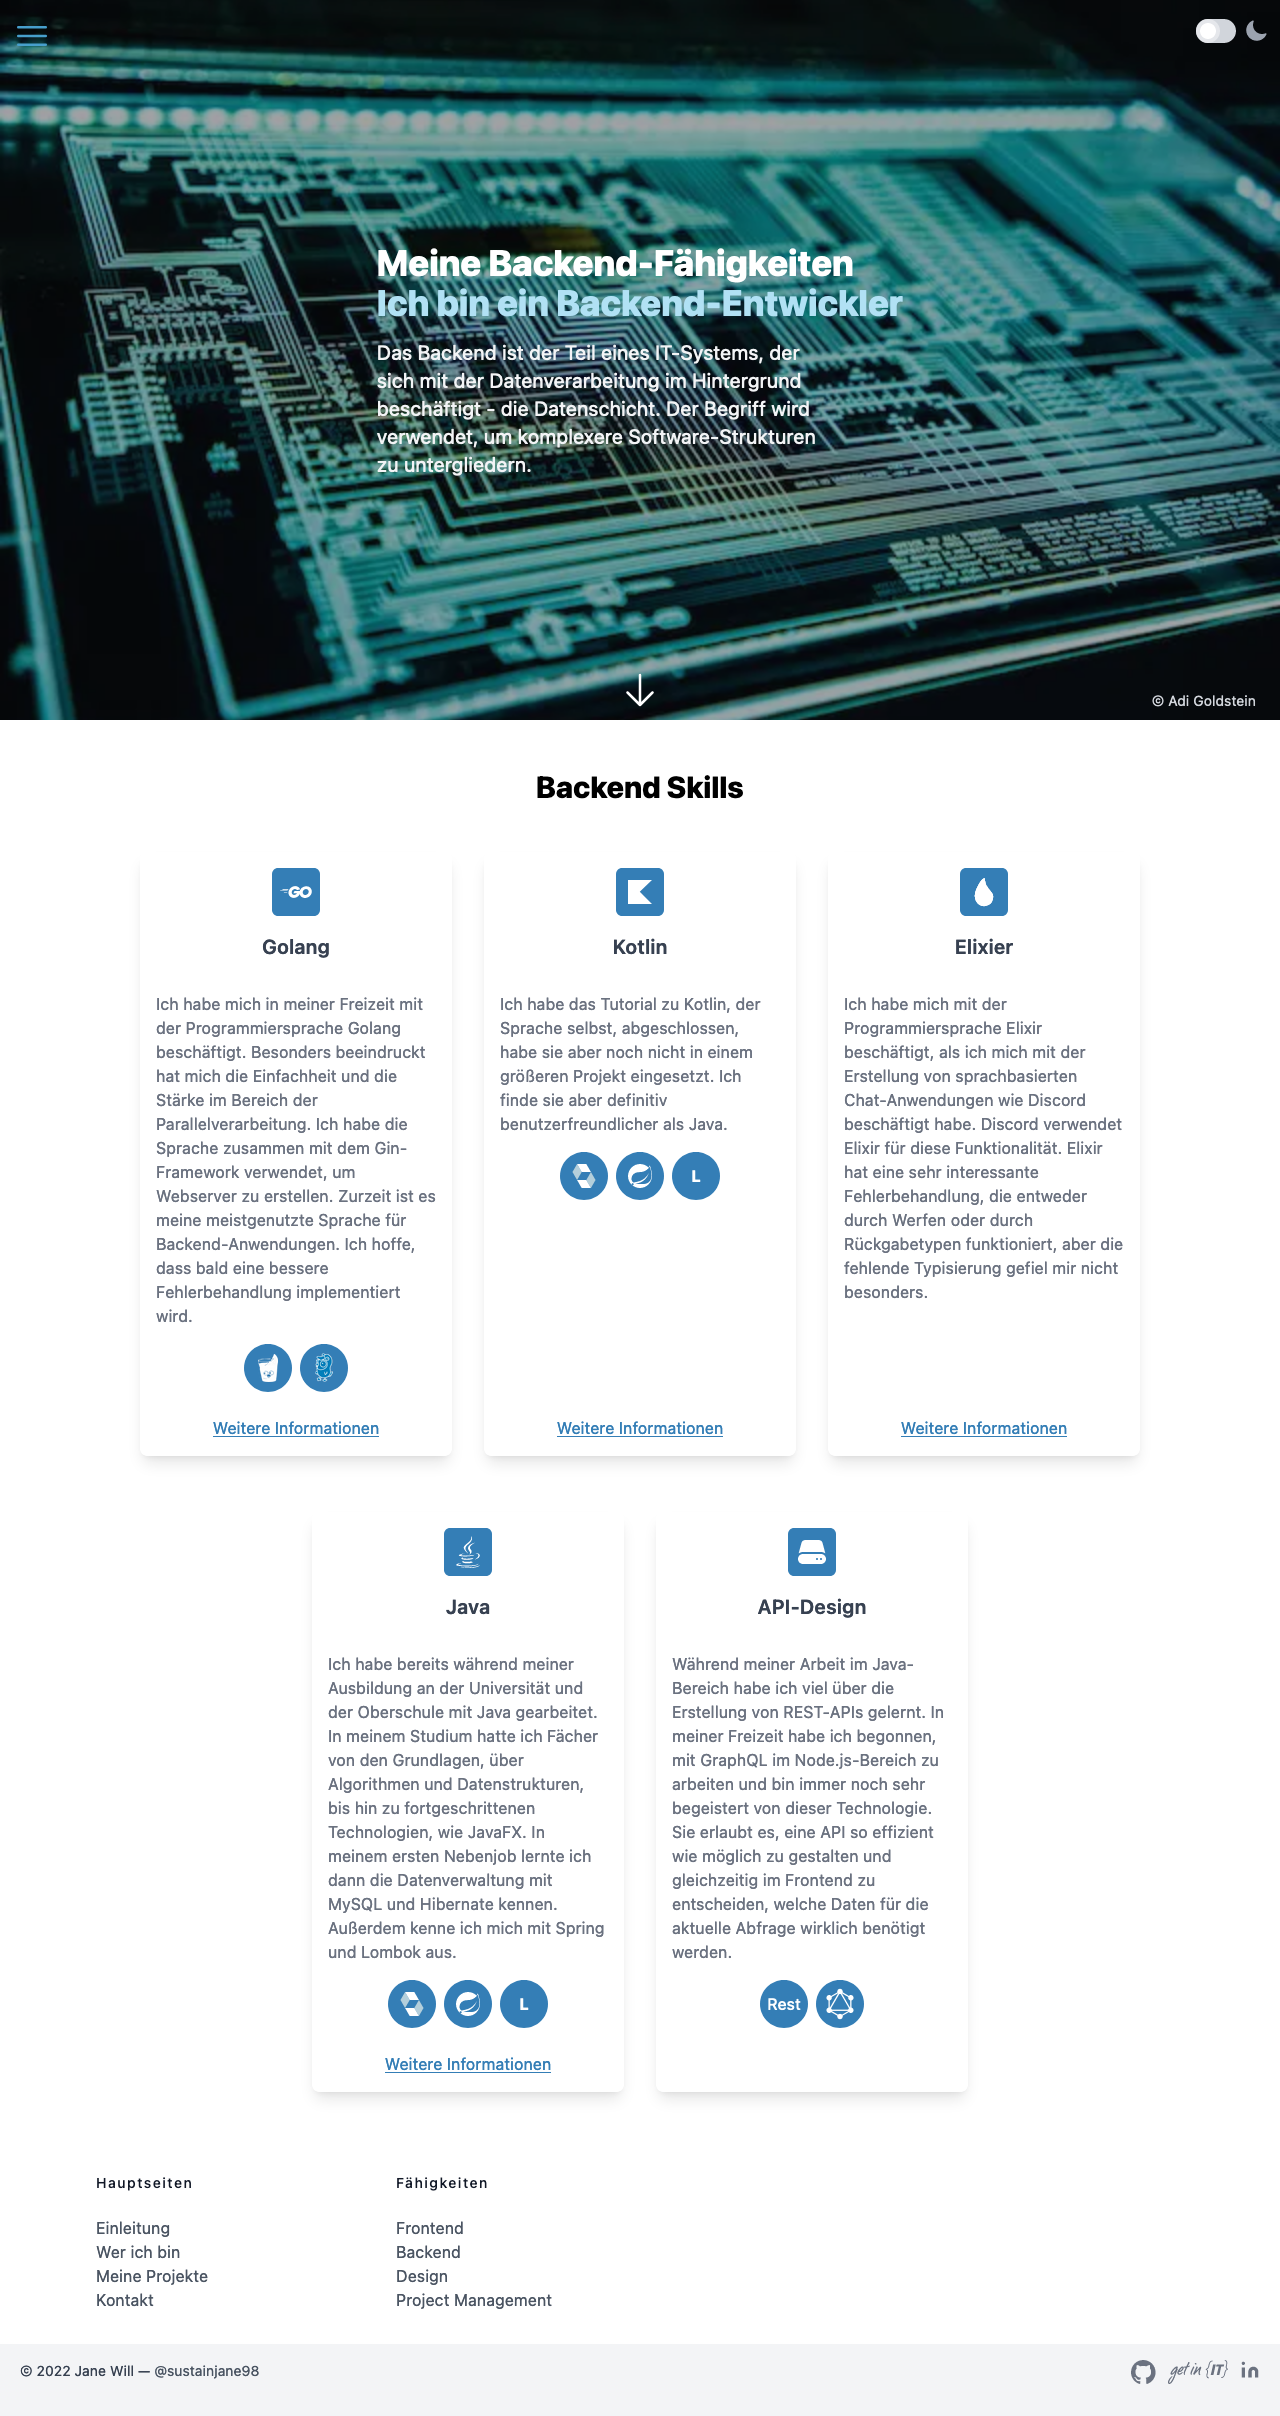 Meine Backend-Fähigkeiten
Ich bin ein Backend-Entwickler
Das Backend ist der Teil eines IT-Systems, der
sich mit der Datenverarbeitung im Hintergrund
beschäftigt - die Datenschicht. Der Begriff wird
verwendet, um komplexere Software-Strukturen
zu untergliedern.
© Adi Goldstein
Backend Skills
GO
Golang
Ich habe mich in meiner Freizeit mit
der Programmiersprache Golang
beschäftigt. Besonders beeindruckt
hat mich die Einfachheit und die
Stärke im Bereich der
Parallelverarbeitung. Ich habe die
Sprache zusammen mit dem Gin-
Framework verwendet, um
Webserver zu erstellen. Zurzeit ist es
meine meistgenutzte Sprache für
Backend-Anwendungen. Ich hoffe,
dass bald eine bessere
Fehlerbehandlung implementiert
wird.
Weitere Informationen
Kotlin
Ich habe das Tutorial zu Kotlin, der
Sprache selbst, abgeschlossen,
habe sie aber noch nicht in einem
größeren Projekt eingesetzt. Ich
finde sie aber definitiv
benutzerfreundlicher als Java.
L
Weitere Informationen
Elixier
Ich habe mich mit der
Programmiersprache Elixir
beschäftigt, als ich mich mit der
Erstellung von sprachbasierten
Chat-Anwendungen wie Discord
beschäftigt habe. Discord verwendet
Elixir für diese Funktionalität. Elixir
hat eine sehr interessante
Fehlerbehandlung, die entweder
durch Werfen oder durch
Rückgabetypen funktioniert, aber die
fehlende Typisierung gefiel mir nicht
besonders.
Weitere Informationen
Java
Ich habe bereits während meiner
Ausbildung an der Universität und
der Oberschule mit Java gearbeitet.
In meinem Studium hatte ich Fächer
von den Grundlagen, über
Algorithmen und Datenstrukturen,
bis hin zu fortgeschrittenen
Technologien, wie JavaFX. In
meinem ersten Nebenjob lernte ich
dann die Datenverwaltung mit
MySQL und Hibernate kennen.
Außerdem kenne ich mich mit Spring
und Lombok aus.
L
Weitere Informationen
API-Design
Während meiner Arbeit im Java-
Bereich habe ich viel über die
Erstellung von REST-APIs gelernt. In
meiner Freizeit habe ich begonnen,
mit GraphQL im Node.js-Bereich zu
arbeiten und bin immer noch sehr
begeistert von dieser Technologie.
Sie erlaubt es, eine API so effizient
wie möglich zu gestalten und
gleichzeitig im Frontend zu
entscheiden, welche Daten für die
aktuelle Abfrage wirklich benötigt
werden.
Rest
Hauptseiten
Einleitung
Wer ich bin
Meine Projekte
Kontakt
Fähigkeiten
Frontend
Backend
Design
Project Management
© 2022 Jane Will — @sustainjane98
get in {IT}
in